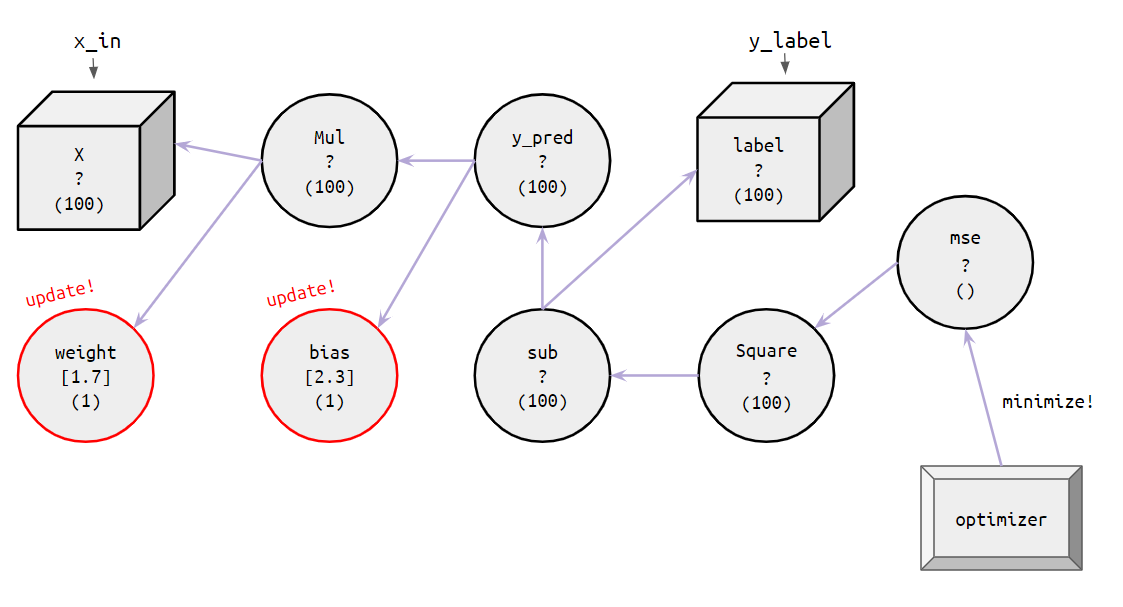 x_in
y_label
X
?
(100)
Mul
?
(100)
y_pred
?
(100)
label
?
(100)
mse
?
()
update!
weight
[1.7]
(1)
update!
bias
[2.3]
(1)
sub
?
(100)
Square
?
(100)
minimize!
optimizer